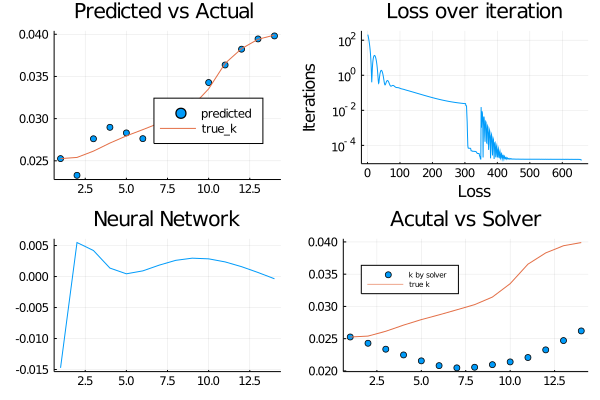 Predicted vs Actual
0.040
0.035
0.030
0.025
predicted
true_k
2.5 5.0 7.5 10.0 12.5
Loss over iteration
10²
10⁰
10⁻²
10⁻⁴
Iterations
0 100 200 300 400 500 600
Loss
Neural Network
0.005
0.000
-0.005
-0.010
-0.015
2.5 5.0 7.5 10.0 12.5
Acutal vs Solver
0.040
0.035
0.030
0.025
0.020
k by solver
true k
2.5 5.0 7.5 10.0 12.5